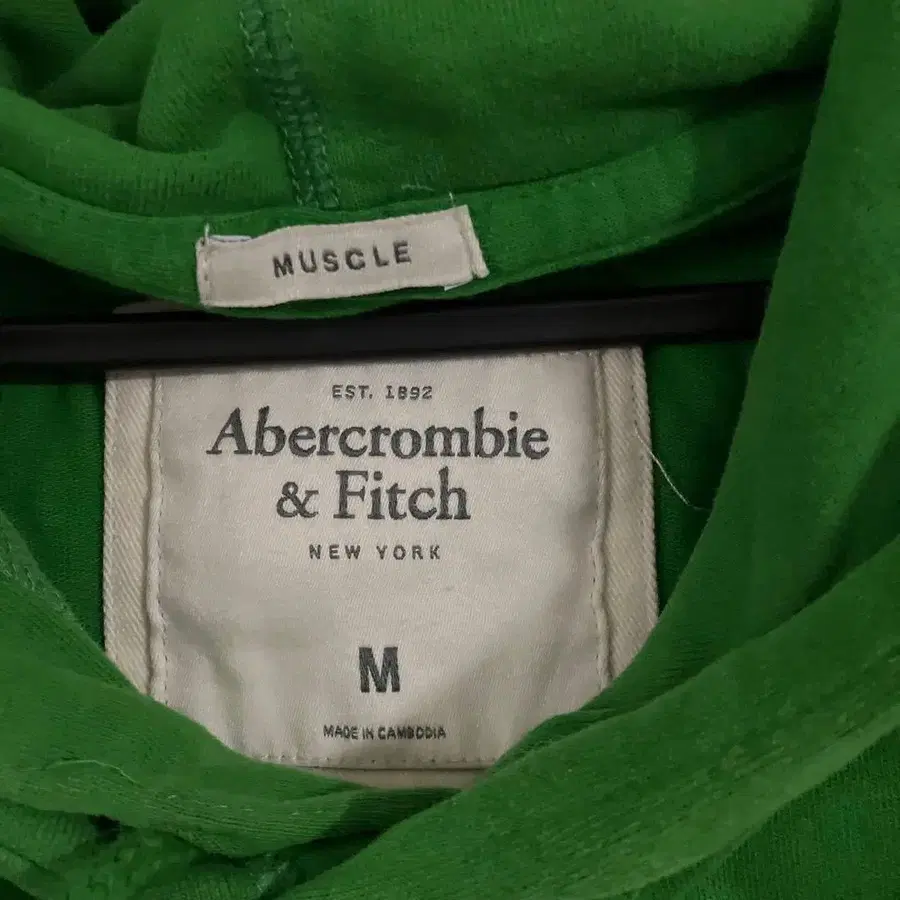 MUSCLE
EST. 1892
Abercrombie
& Fitch
NEW YORK
M
MADE IN CAMBODIA